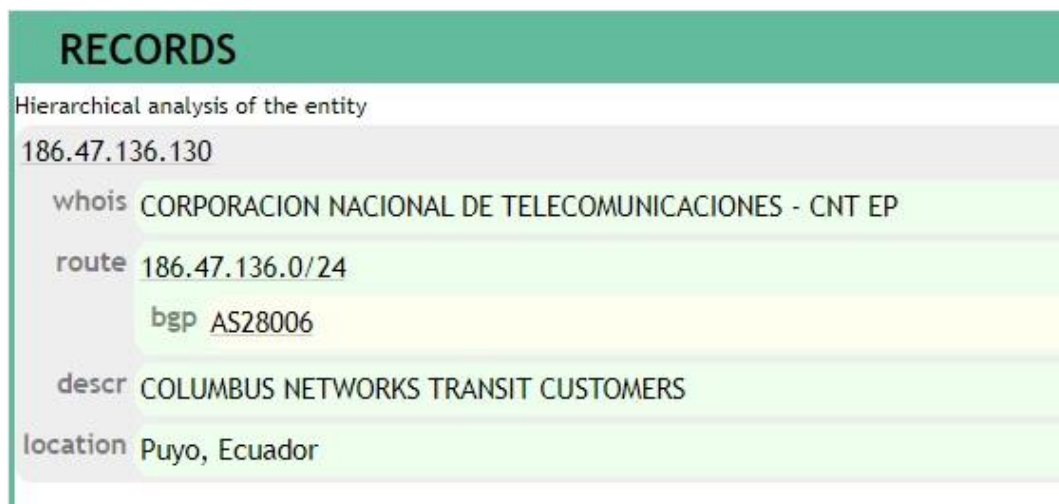 RECORDS
Hierarchical analysis of the entity
186.47.136.130
whois CORPORACION NACIONAL DE TELECOMUNICACIONES - CNT EP
route 186.47.136.0/24
bgp AS28006
descr COLUMBUS NETWORKS TRANSIT CUSTOMERS
location Puyo, Ecuador